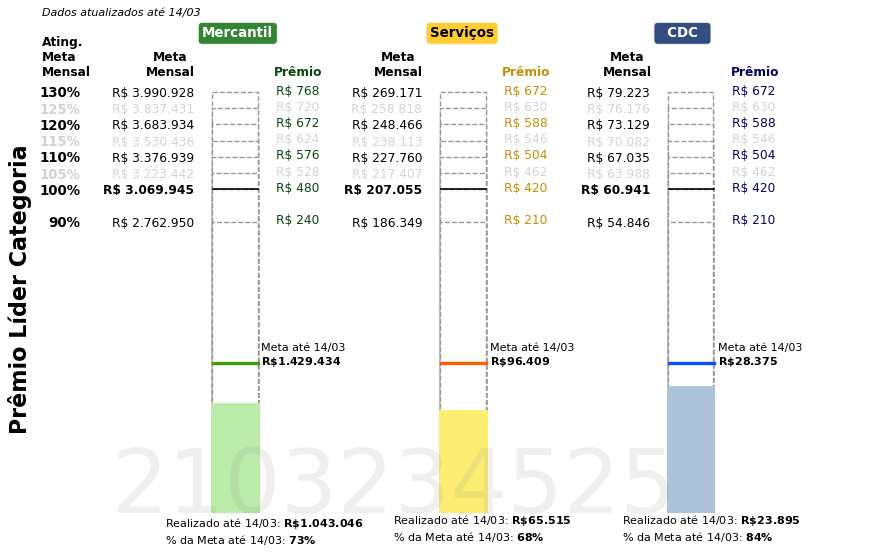 Dados atualizados até 14/03
Mercantil Serviços CDC
Ating. Meta Mensal Meta Mensal Prêmio Meta Mensal Prêmio Meta Mensal Prêmio
130% R$ 3.990.928 R$ 768 R$ 269.171 R$ 672 R$ 79.223 R$ 672
125% R$ 3.837.431 R$ 720 R$ 258.818 R$ 630 R$ 76.176 R$ 630
120% R$ 3.683.934 R$ 672 R$ 248.466 R$ 588 R$ 73.129 R$ 588
115% R$ 3.530.436 R$ 624 R$ 238.113 R$ 546 R$ 70.082 R$ 546
110% R$ 3.376.939 R$ 576 R$ 227.760 R$ 504 R$ 67.035 R$ 504
105% R$ 3.223.442 R$ 528 R$ 217.407 R$ 462 R$ 63.988 R$ 462
100% R$ 3.069.945 R$ 480 R$ 207.055 R$ 420 R$ 60.941 R$ 420
90% R$ 2.762.950 R$ 240 R$ 186.349 R$ 210 R$ 54.846 R$ 210
Prêmio Líder Categoria
Meta até 14/03 Meta até 14/03 Meta até 14/03
R$1.429.434 R$96.409 R$28.375
2103234525
Realizado até 14/03: R$1.043.046 Realizado até 14/03: R$65.515 Realizado até 14/03: R$23.895
% da Meta até 14/03: 73% % da Meta até 14/03: 68% % da Meta até 14/03: 84%